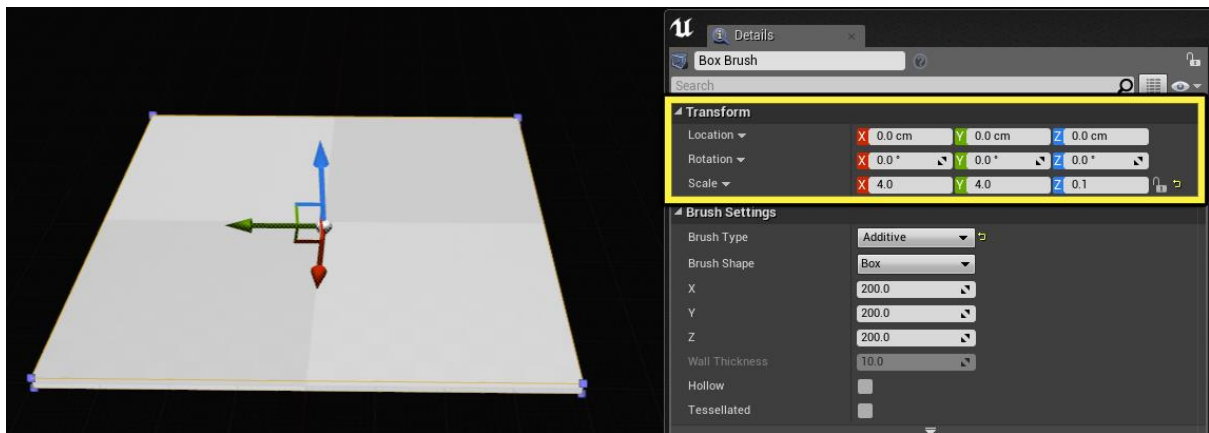 Details
Box Brush
Search
Transform
Location X 0.0 cm Y 0.0 cm Z 0.0 cm
Rotation X 0.0 ° Y 0.0 ° Z 0.0 °
Scale X 4.0 Y 4.0 Z 0.1
Brush Settings
Brush Type Additive
Brush Shape Box
X 200.0
Y 200.0
Z 200.0
Wall Thickness 10.0
Hollow
Tessellated